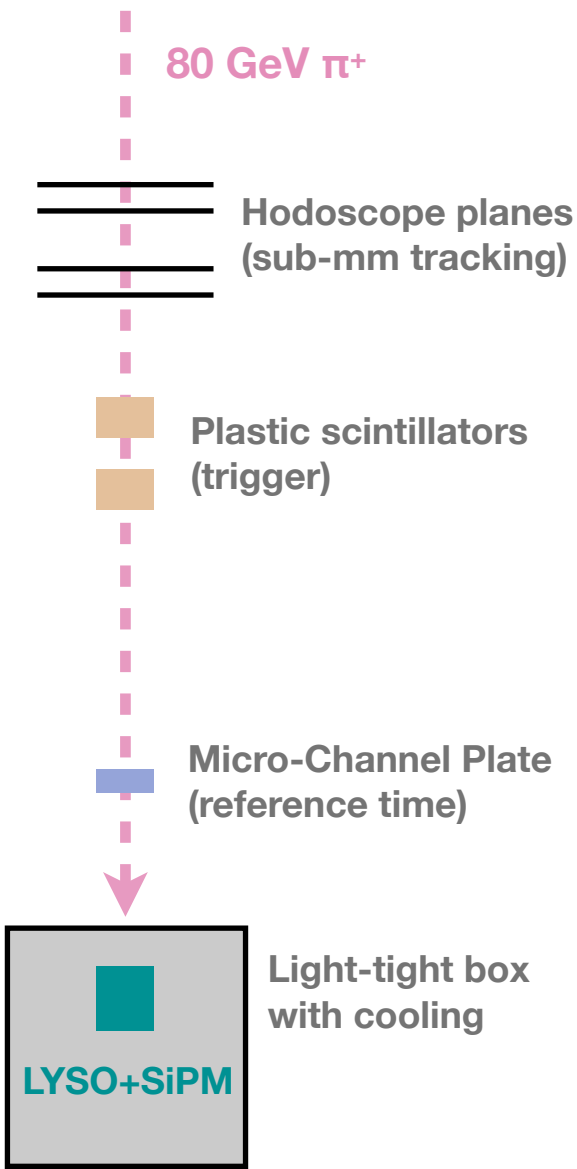 80 GeV π⁺
Hodoscope planes
(sub-mm tracking)
Plastic scintillators
(trigger)
Micro-Channel Plate
(reference time)
Light-tight box
with cooling
LYSO+SiPM